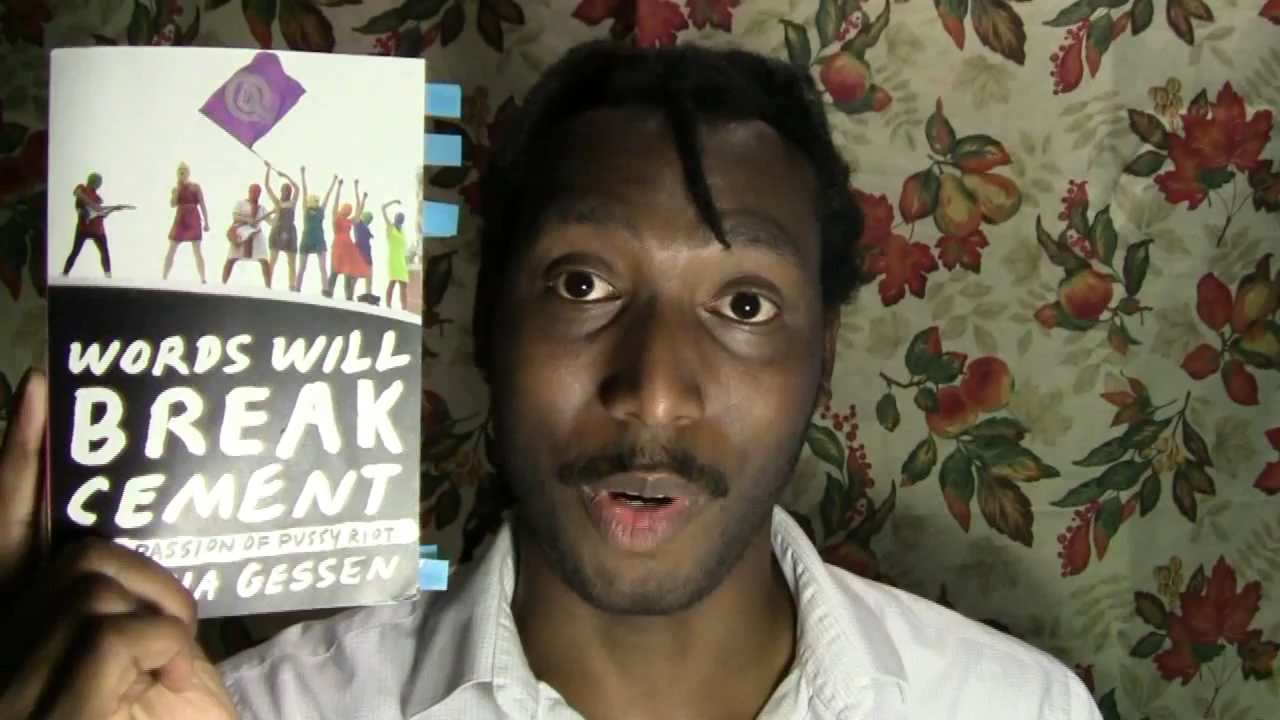 WORDS WILL
BREAK
CEMENT
PASSION OF PUSSY RIOT
GESSEN